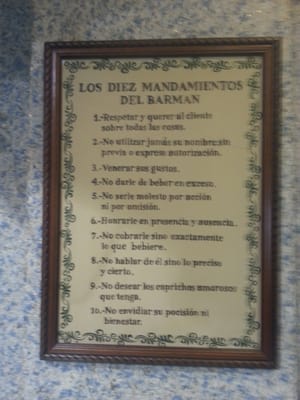 LOS DIEZ MANDAMIENTOS
DEL BARMAN
1.-Respetar y querer al cliente
sobre todas las cosas.
2.-No utilizar jamás su nombre sin
previa o expresa autorización.
3.-Venerar sus gustos.
4.-No darle de beber en exceso.
5.-No serle molesto por acción
ni por omisión.
6.-Honrarle en presencia y ausencia.
7.-No cobrarle sino exactamente
lo que bebiere.
8.-No hablar de él sino lo preciso
y cierto.
9.-No desear los caprichos amorosos
que tenga.
10.-No envidiar su pocisión ni
bienestar.